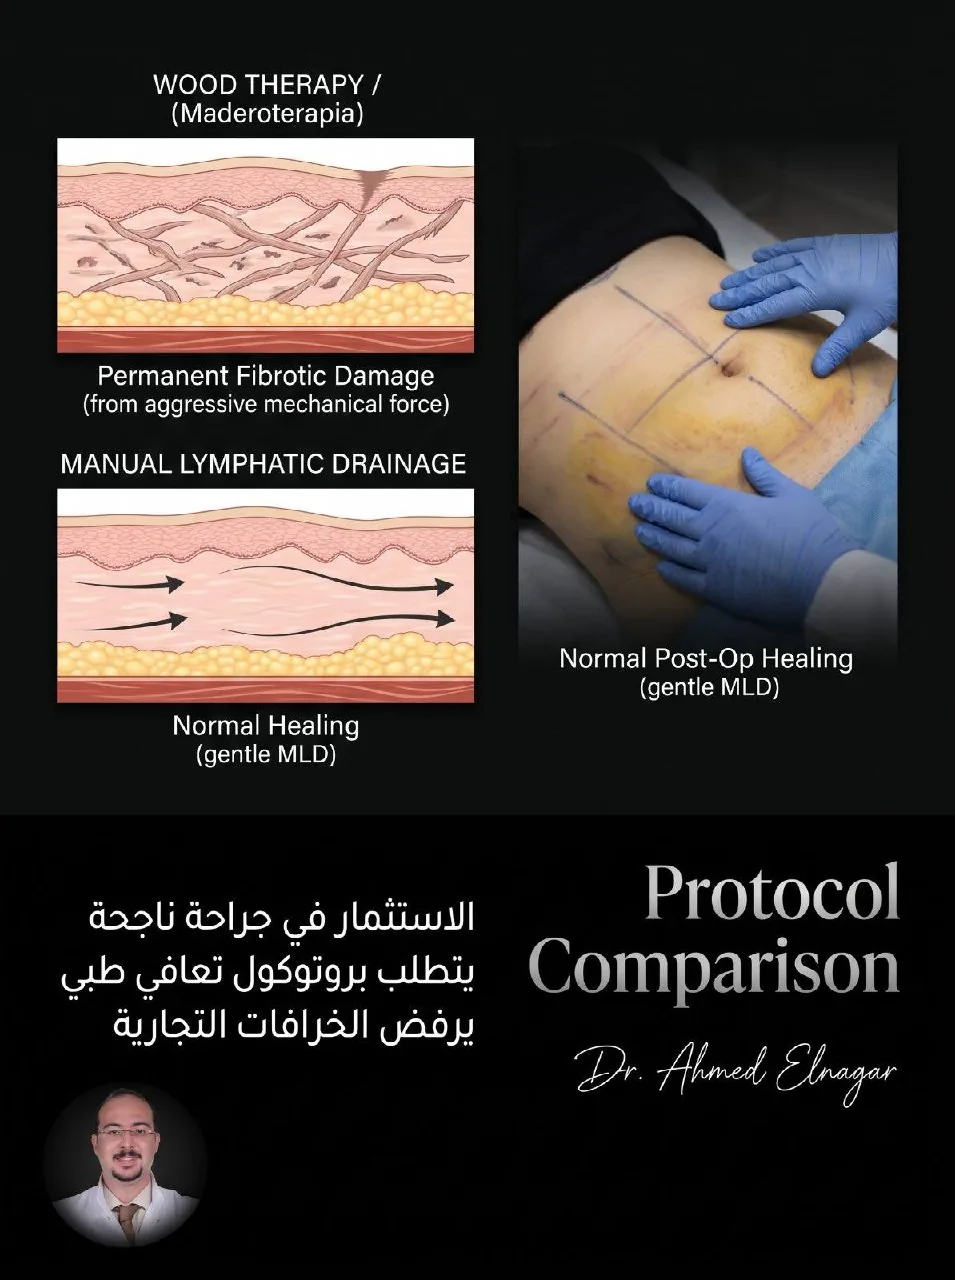 WOOD THERAPY /
(Maderoterapia)
Permanent Fibrotic Damage
(from aggressive mechanical force)
MANUAL LYMPHATIC DRAINAGE
Normal Healing
(gentle MLD)
Normal Post-Op Healing
(gentle MLD)
Protocol
Comparison
Dr. Ahmed Elnagar
الاستثمار في جراحة ناجحة
يتطلب بروتوكول تعافي طبي
يرفض الخرافات التجارية